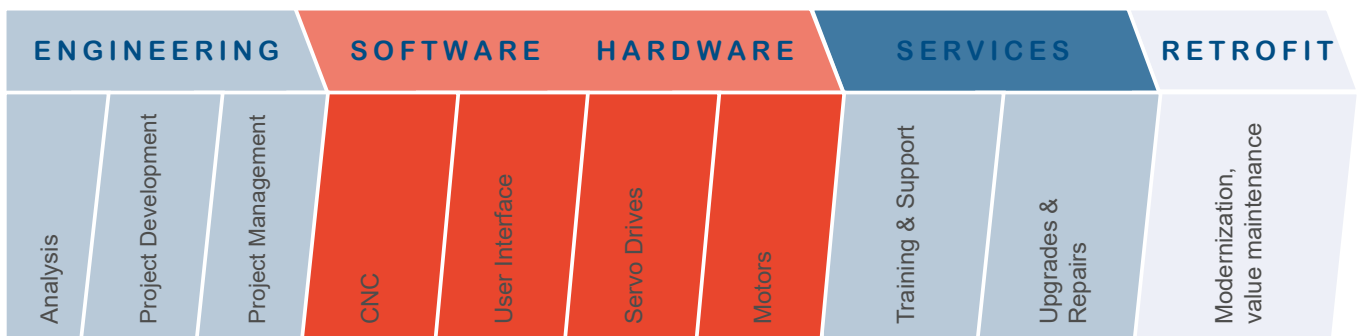 ENGINEERING
SOFTWARE HARDWARE
SERVICES
RETROFIT
Analysis
Project Development
Project Management
CNC
User Interface
Servo Drives
Motors
Training & Support
Upgrades &
Repairs
Modernization,
value maintenance